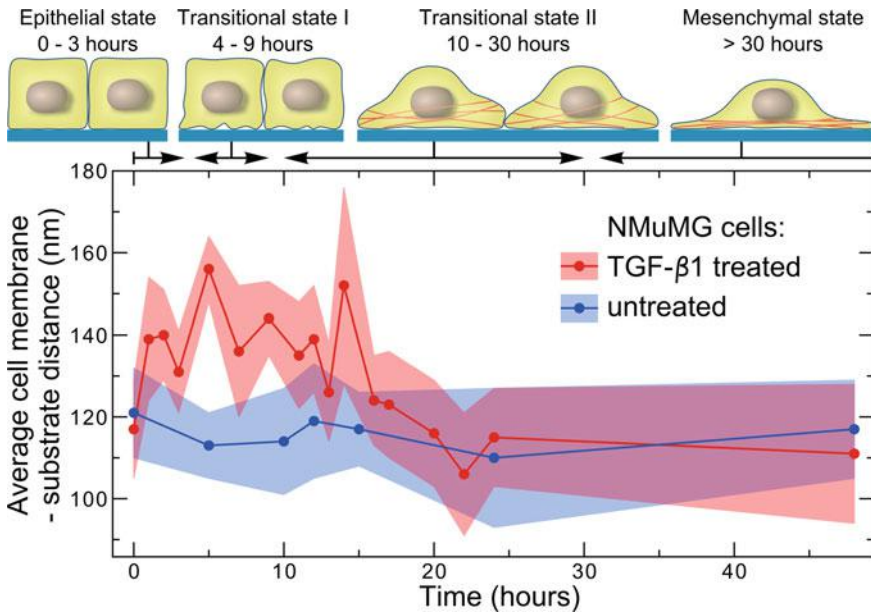 Epithelial state
0 - 3 hours
Transitional state I
4 - 9 hours
Transitional state II
10 - 30 hours
Mesenchymal state
> 30 hours
180
160
140
120
100
Average cell membrane
- substrate distance (nm)
NMuMG cells:
TGF-β1 treated
untreated
0
10
20
30
40
Time (hours)